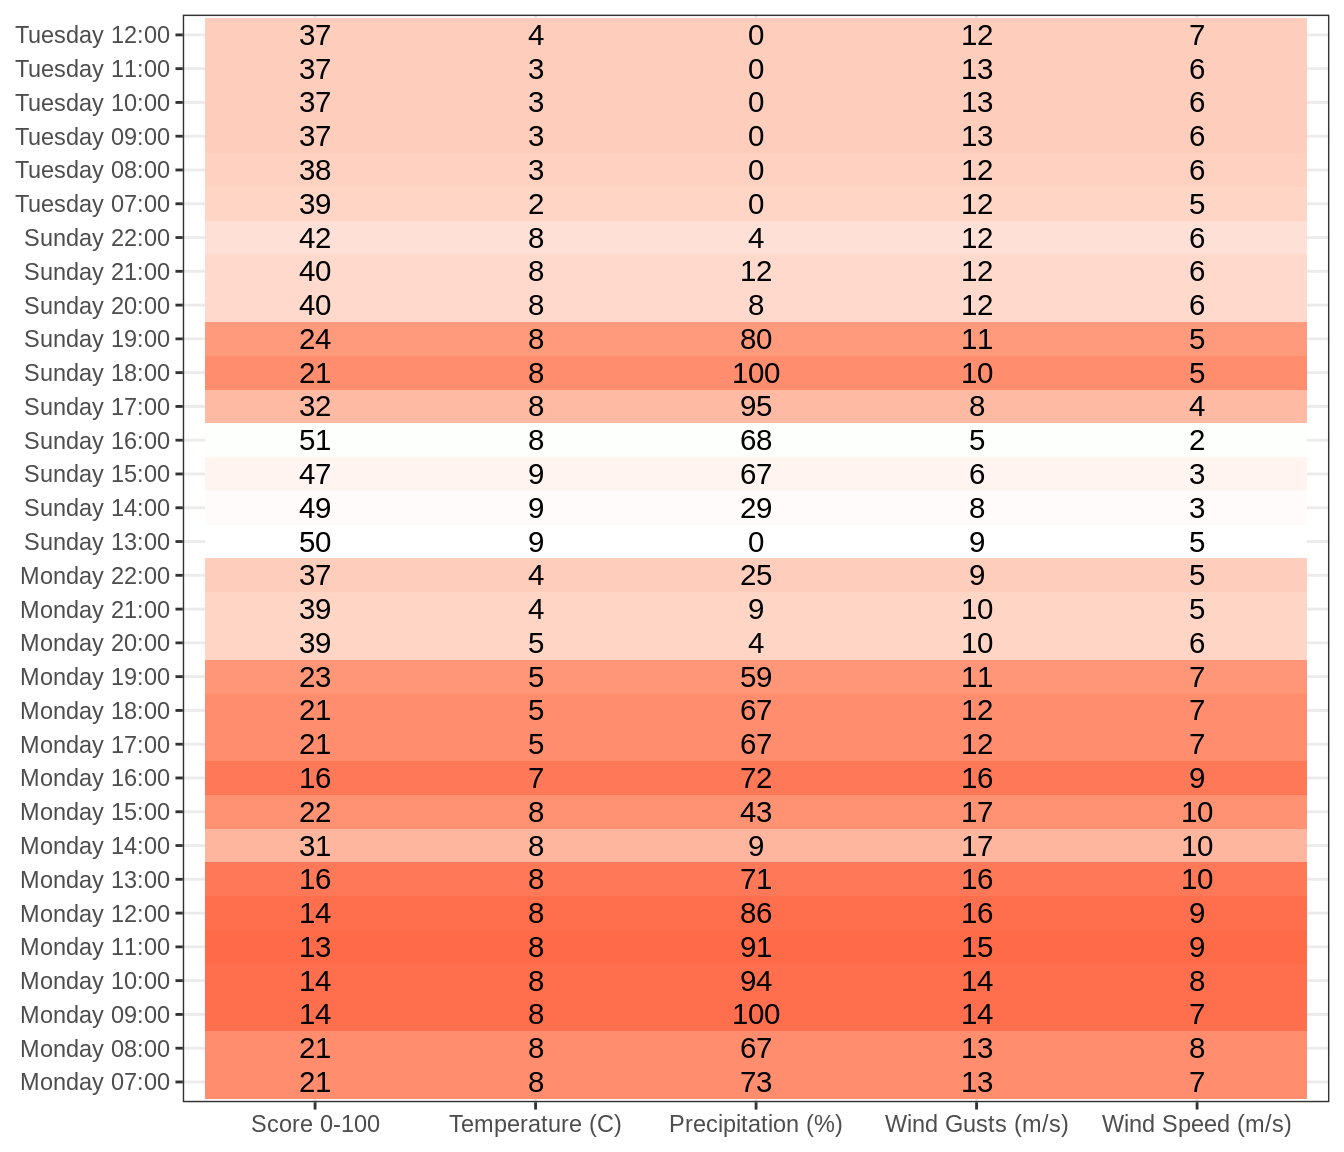 Tuesday 12:00 37 4 0 12 7
Tuesday 11:00 37 3 0 13 6
Tuesday 10:00 37 3 0 13 6
Tuesday 09:00 37 3 0 13 6
Tuesday 08:00 38 3 0 12 6
Tuesday 07:00 39 2 0 12 5
Sunday 22:00 42 8 4 12 6
Sunday 21:00 40 8 12 12 6
Sunday 20:00 40 8 8 12 6
Sunday 19:00 24 8 80 11 5
Sunday 18:00 21 8 100 10 5
Sunday 17:00 32 8 95 8 4
Sunday 16:00 51 8 68 5 2
Sunday 15:00 47 9 67 6 3
Sunday 14:00 49 9 29 8 3
Sunday 13:00 50 9 0 9 5
Monday 22:00 37 4 25 9 5
Monday 21:00 39 4 9 10 5
Monday 20:00 39 5 4 10 6
Monday 19:00 23 5 59 11 7
Monday 18:00 21 5 67 12 7
Monday 17:00 21 5 67 12 7
Monday 16:00 16 7 72 16 9
Monday 15:00 22 8 43 17 10
Monday 14:00 31 8 9 17 10
Monday 13:00 16 8 71 16 10
Monday 12:00 14 8 86 16 9
Monday 11:00 13 8 91 15 9
Monday 10:00 14 8 94 14 8
Monday 09:00 14 8 100 14 7
Monday 08:00 21 8 67 13 8
Monday 07:00 21 8 73 13 7
Score 0-100 Temperature (C) Precipitation (%) Wind Gusts (m/s) Wind Speed (m/s)